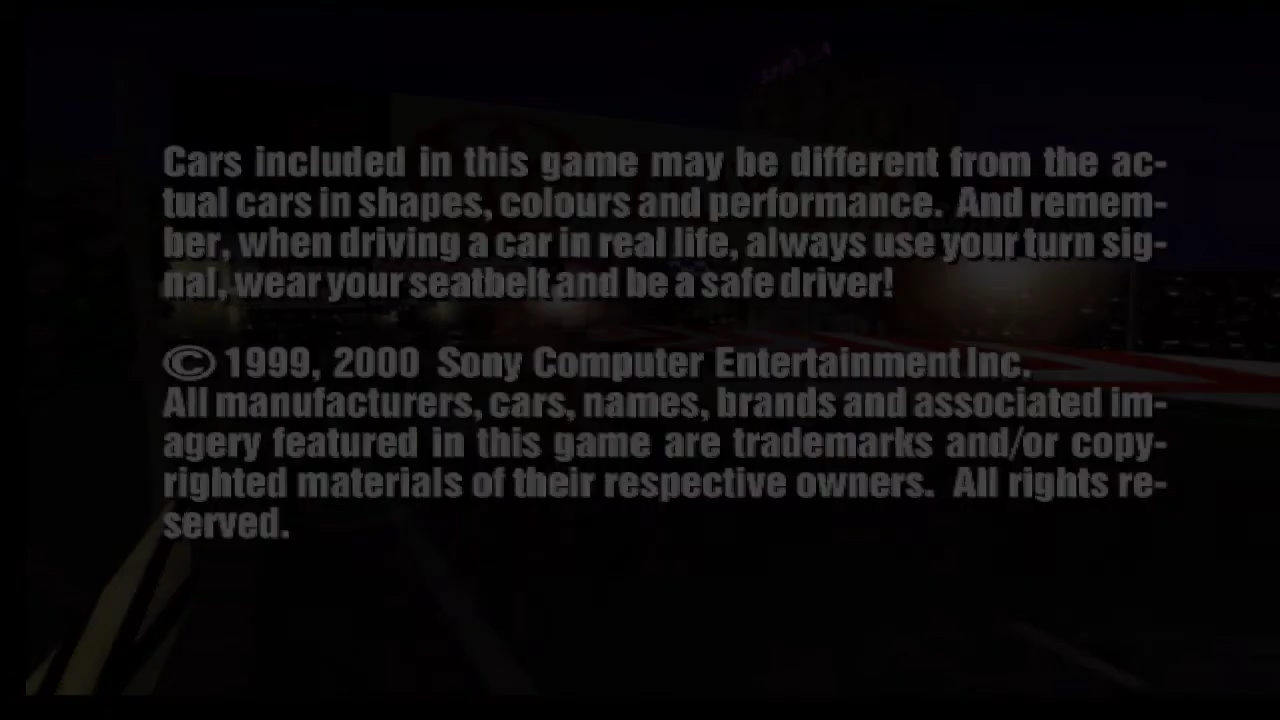 Cars included in this game may be different from the ac-
tual cars in shapes, colours and performance. And remem-
ber, when driving a car in real life, always use your turn sig-
nal, wear your seatbelt and be a safe driver!
© 1999, 2000 Sony Computer Entertainment Inc.
All manufacturers, cars, names, brands and associated im-
agery featured in this game are trademarks and/or copy-
righted materials of their respective owners. All rights re-
served.